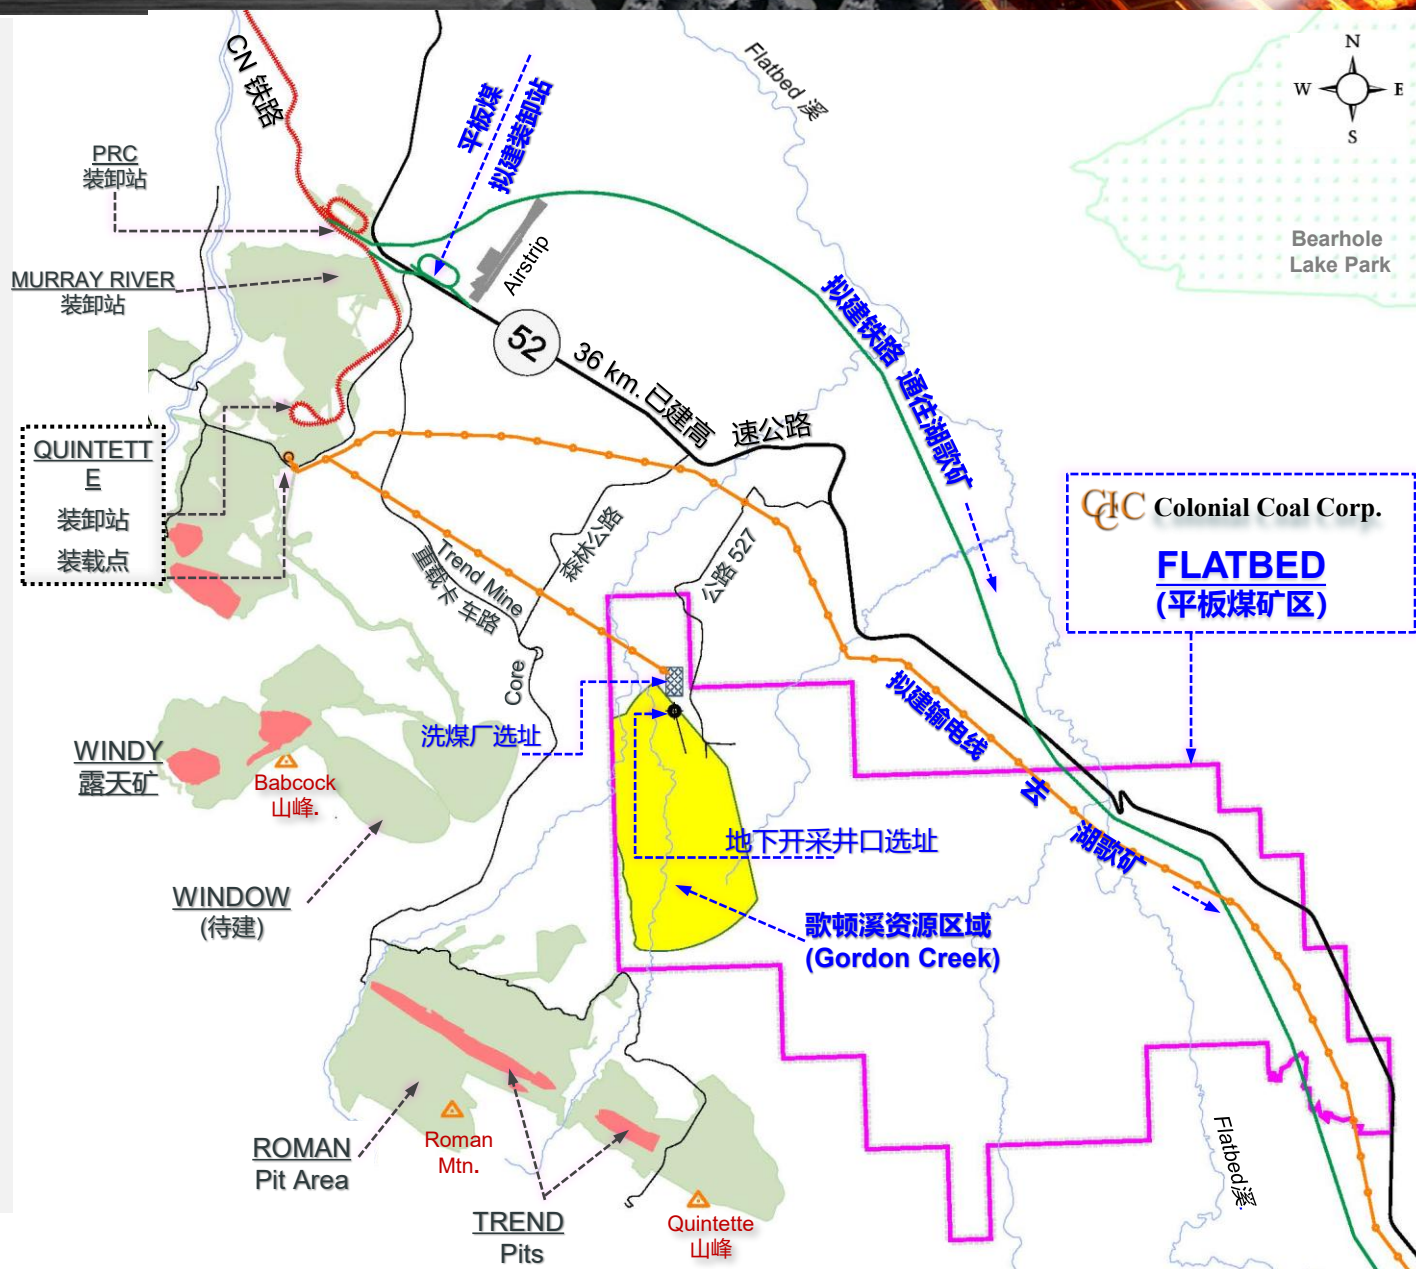 CN 铁路
平板煤
拟建装卸站
Flatbed 溪
N
W
E
S
PRC
装卸站
MURRAY RIVER
装卸站
Airstrip
Bearhole
Lake Park
52
36 km.已建高 速公路
拟建铁路 通往湖歌矿
QUINTETT
E
装卸站
装载点
CCC Colonial Coal Corp.
FLATBED
(平板煤矿区)
Trend Mine
重载卡 车路
森林公路
公路 527
Core
洗煤厂选址
拟建输电线 去
湖歌矿
WINDY
露天矿
Babcock
山峰.
地下开采井口选址
WINDOW
(待建)
歌顿溪资源区域
(Gordon Creek)
ROMAN
Pit Area
Roman
Mtn.
TREND
Pits
Quintette
山峰
Flatbed溪.